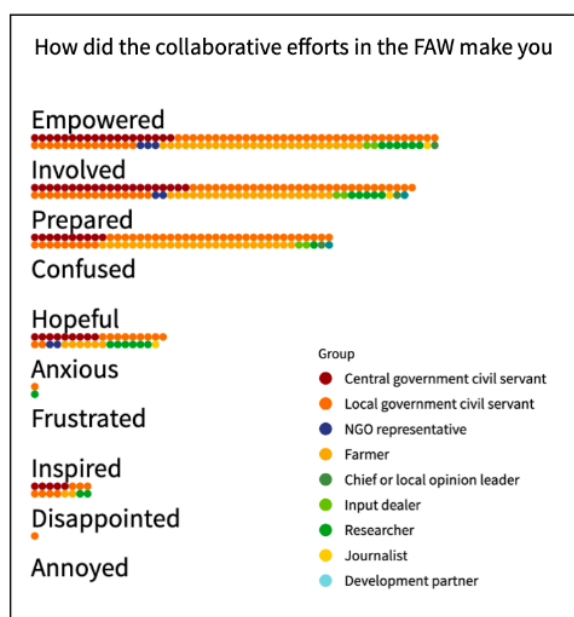 How did the collaborative efforts in the FAW make you
Empowered
Involved
Prepared
Confused
Hopeful
Anxious
Frustrated
Inspired
Disappointed
Annoyed
Group
Central government civil servant
Local government civil servant
NGO representative
Farmer
Chief or local opinion leader
Input dealer
Researcher
Journalist
Development partner